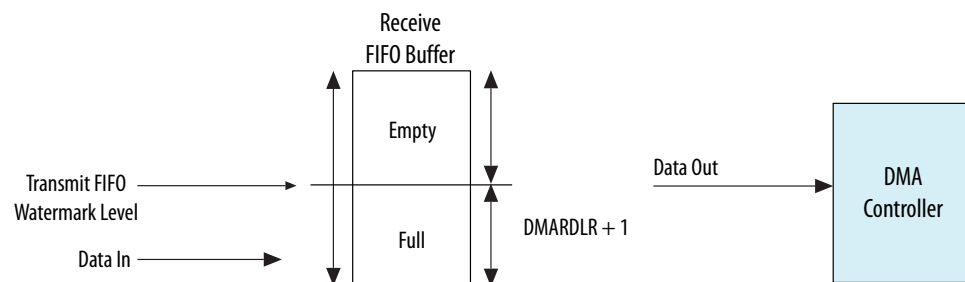 Receive
FIFO Buffer
Empty
Transmit FIFO
Watermark Level
Data Out
DMA
Controller
Full
DMARDLR + 1
Data In